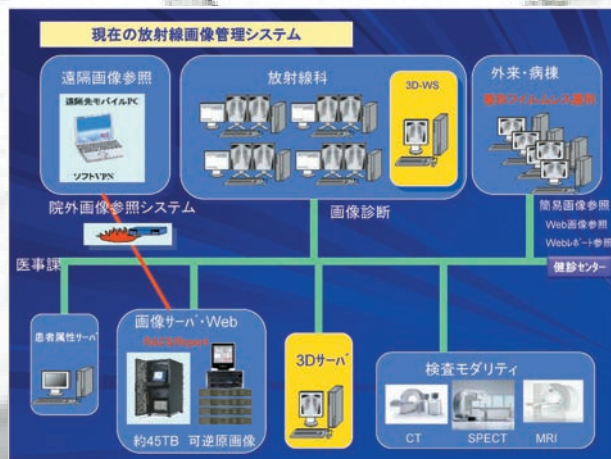 現在の放射線画像管理システム
遠隔画像参照
遠隔先モバイルPC
ソフトVPN
放射線科
3D-WS
外来・病棟
院外画像参照システム
画像診断
簡易画像参照
Web画像参照
Webレポート参照
医事課
健診センター
患者属性サーバ
画像サーバ・Web
約45TB 可逆原画像
3Dサーバ
検査モダリティ
CT
SPECT
MRI